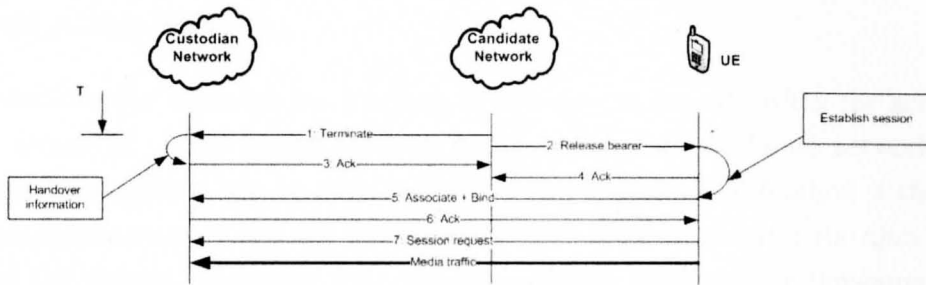 Custodian
Network
Candidate
Network
UE
T
Establish session
1: Terminate
2: Release bearer
3: Ack
4: Ack
Handover
information
5: Associate + Bind
6: Ack
7: Session request
Media traffic